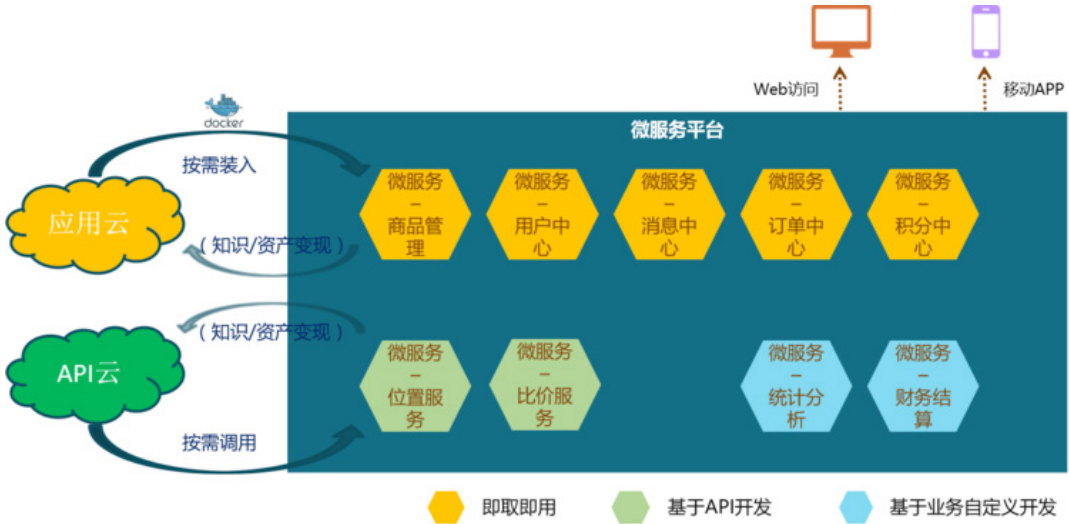 Web访问
移动APP
docker
微服务平台
按需装入
应用云
(知识/资产变现)
微服务
–
商品管
理
微服务
–
用户中
心
微服务
–
消息中
心
微服务
–
订单中
心
微服务
–
积分中
心
(知识/资产变现)
API云
按需调用
微服务
–
位置服
务
微服务
–
比价服
务
微服务
–
统计分
析
微服务
–
财务结
算
即取即用
基于API开发
基于业务自定义开发